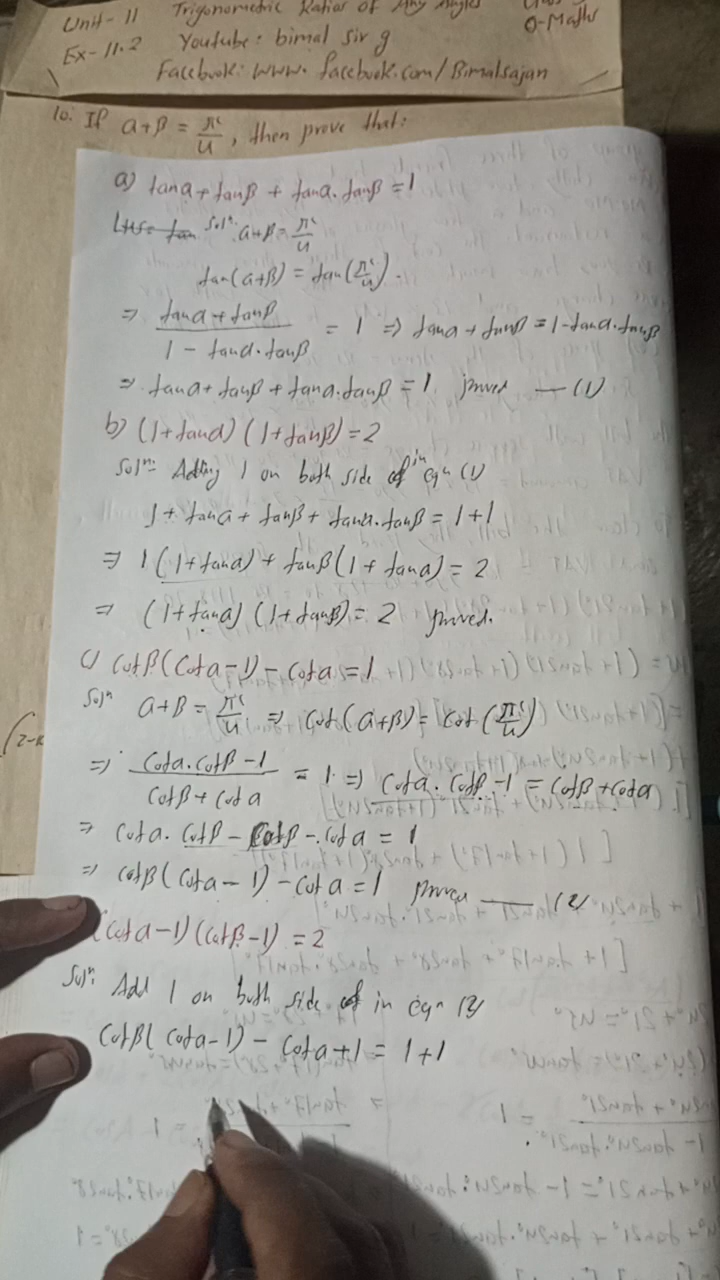 Unit-11 Trigonometric Ratios of Any Angles
O-Maths
Ex-11.2 Youtube: bimal sir g
Facebook: www.facebook.com/Bimalsajan
10. If α+β = π^c/4, then prove that:
a) tanα + tanβ + tanα.tanβ = 1
Solⁿ: α+β = π^c/4
tan(α+β) = tan(π^c/4).
⇒ (tanα + tanβ)/(1 - tanα.tanβ) = 1 ⇒ tanα + tanβ = 1 - tanα.tanβ
⇒ tanα + tanβ + tanα.tanβ = 1 proved — (1)
b) (1+tanα) (1+tanβ) = 2
Solⁿ: Adding 1 on both side in eqⁿ (1)
1 + tanα + tanβ + tanα.tanβ = 1+1
⇒ 1(1+tanα) + tanβ(1+tanα) = 2
⇒ (1+tanα) (1+tanβ) = 2 proved.
c) Cotβ(Cotα-1) - Cotα = 1
Solⁿ α+β = π^c/4 ⇒ Cot(α+β) = Cot(π^c/4)
⇒ (Cotα.Cotβ-1)/(Cotβ+Cotα) = 1 ⇒ Cotα.Cotβ-1 = Cotβ+Cotα
⇒ Cotα.Cotβ - Cotβ - Cotα = 1
⇒ Cotβ(Cotα-1) - Cotα = 1 proved — (2)
(Cotα-1) (Cotβ-1) = 2
Solⁿ: Add 1 on both side in eqⁿ (2)
Cotβ(Cotα-1) - Cotα+1 = 1+1